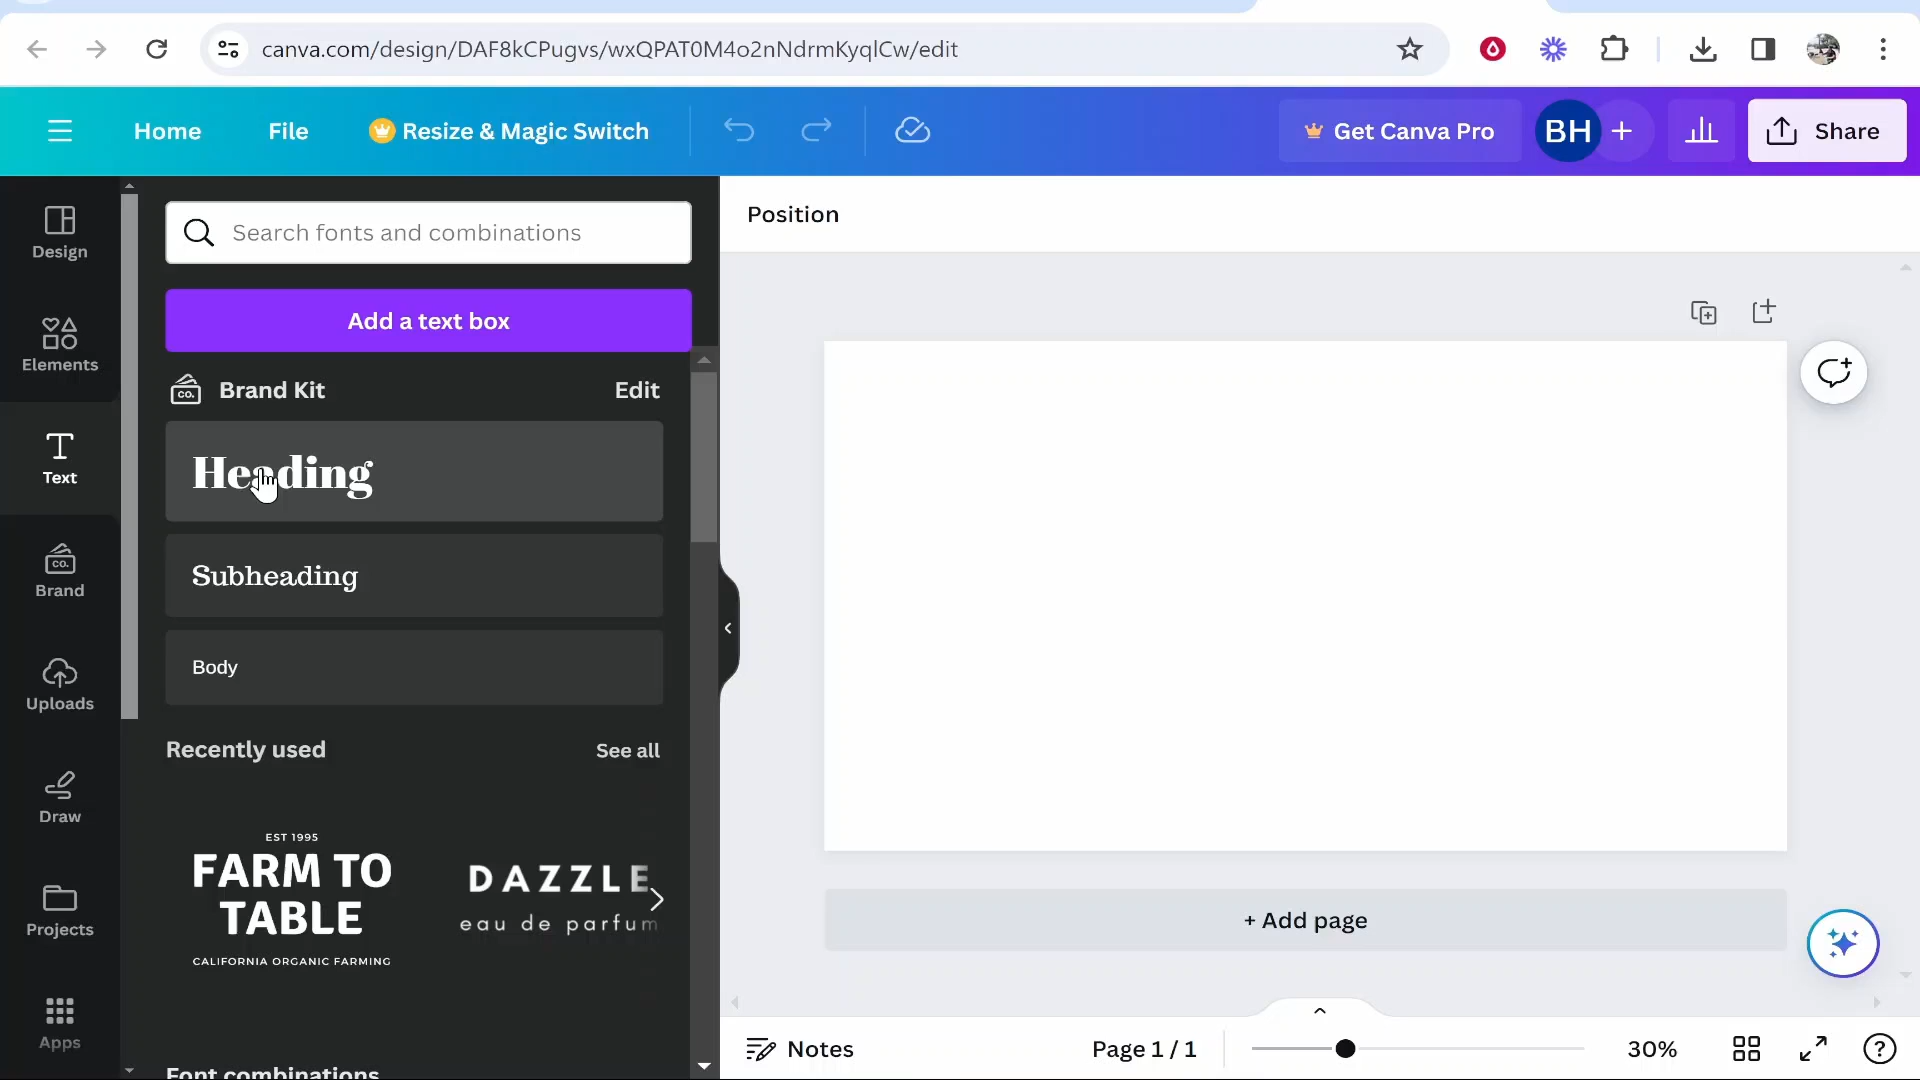 canva.com/design/DAF8kCPugvs/wxQPAT0M4o2nNdrmKyqlCw/edit
Home
File
Resize & Magic Switch
Get Canva Pro
BH
Share
Design
Elements
Text
Brand
Uploads
Draw
Projects
Apps
Search fonts and combinations
Add a text box
CO.
Brand Kit
Edit
Heading
Subheading
Body
Recently used
See all
EST 1995
FARM TO
TABLE
CALIFORNIA ORGANIC FARMING
DAZZLE
eau de parfum
Font combinations
Position
+ Add page
Notes
Page 1 / 1
30%